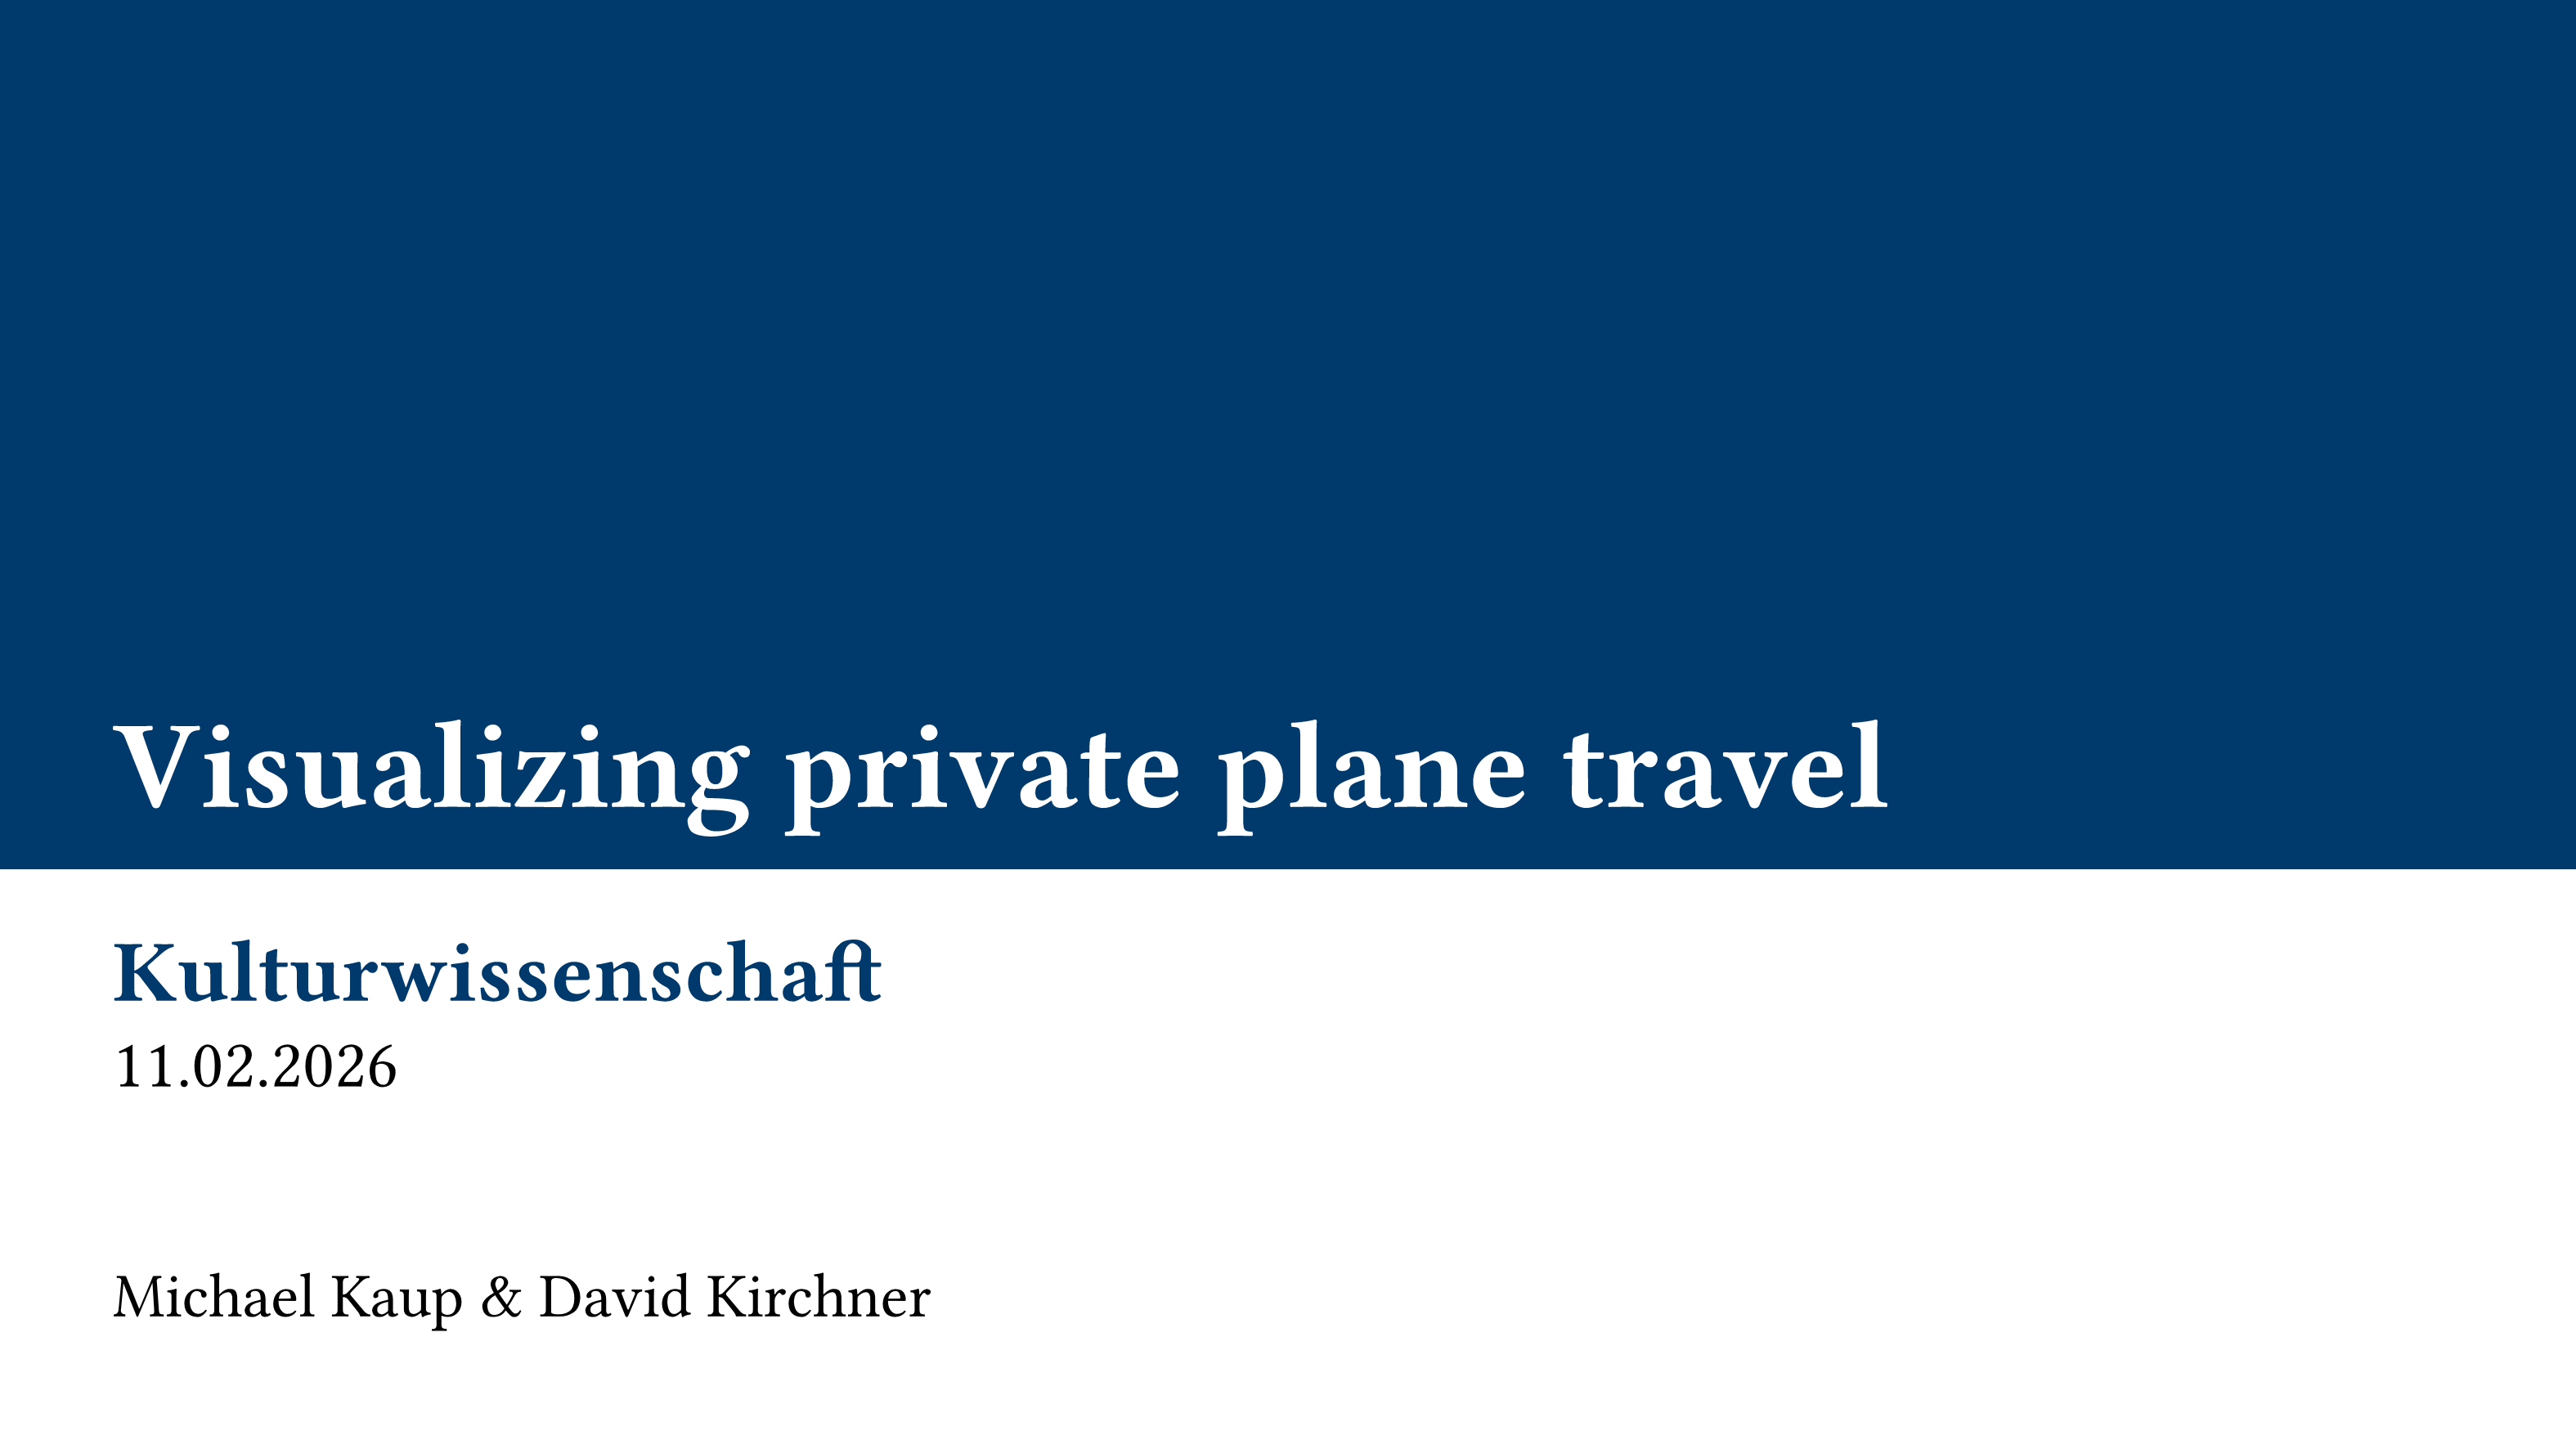 Visualizing private plane travel
Kulturwissenschaft
11.02.2026
Michael Kaup & David Kirchner